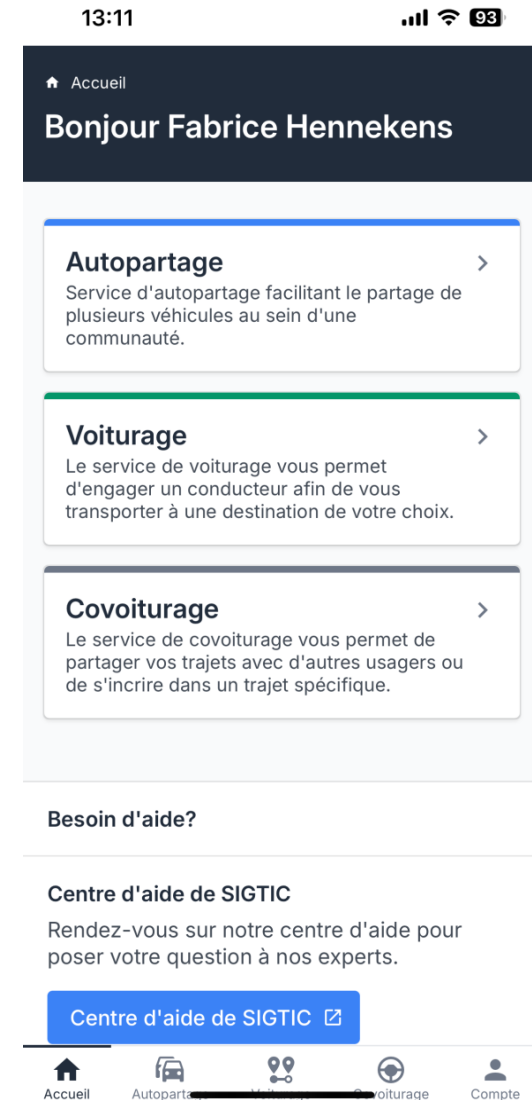 13:11
93
Accueil
Bonjour Fabrice Hennekens
Autopartage
Service d'autopartage facilitant le partage de
plusieurs véhicules au sein d'une
communauté.
Voiturage
Le service de voiturage vous permet
d'engager un conducteur afin de vous
transporter à une destination de votre choix.
Covoiturage
Le service de covoiturage vous permet de
partager vos trajets avec d'autres usagers ou
de s'incrire dans un trajet spécifique.
Besoin d'aide?
Centre d'aide de SIGTIC
Rendez-vous sur notre centre d'aide pour
poser votre question à nos experts.
Centre d'aide de SIGTIC
Accueil Autopartage Voiturage Covoiturage Compte